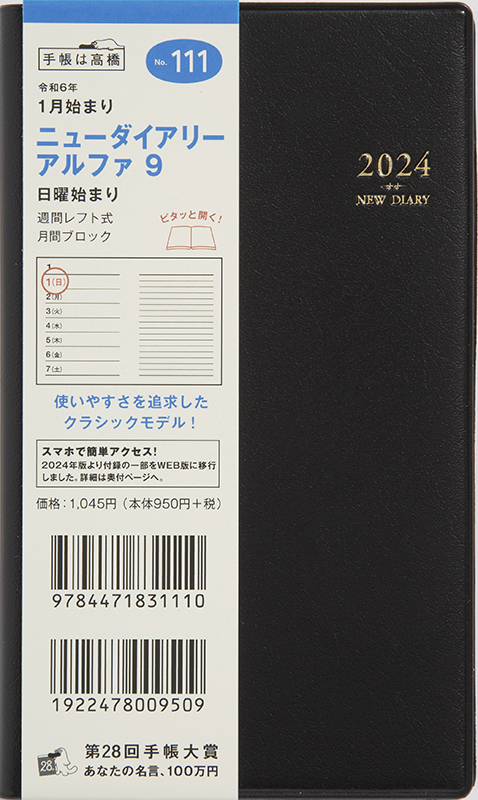 手帳は高橋
No. 111
令和6年
1月始まり
ニューダイアリー
アルファ 9
日曜始まり
週間レフト式
月間ブロック
ピタッと開く!
1
1(日)
2(月)
3(火)
4(水)
5(木)
6(金)
7(土)
使いやすさを追求した
クラシックモデル!
スマホで簡単アクセス!
2024年版より付録の一部をWEB版に移行
しました。詳細は奥付ページへ。
価格:1,045円(本体950円+税)
9784471831110
1922478009509
28th
第28回手帳大賞
あなたの名言、100万円
2024
NEW DIARY